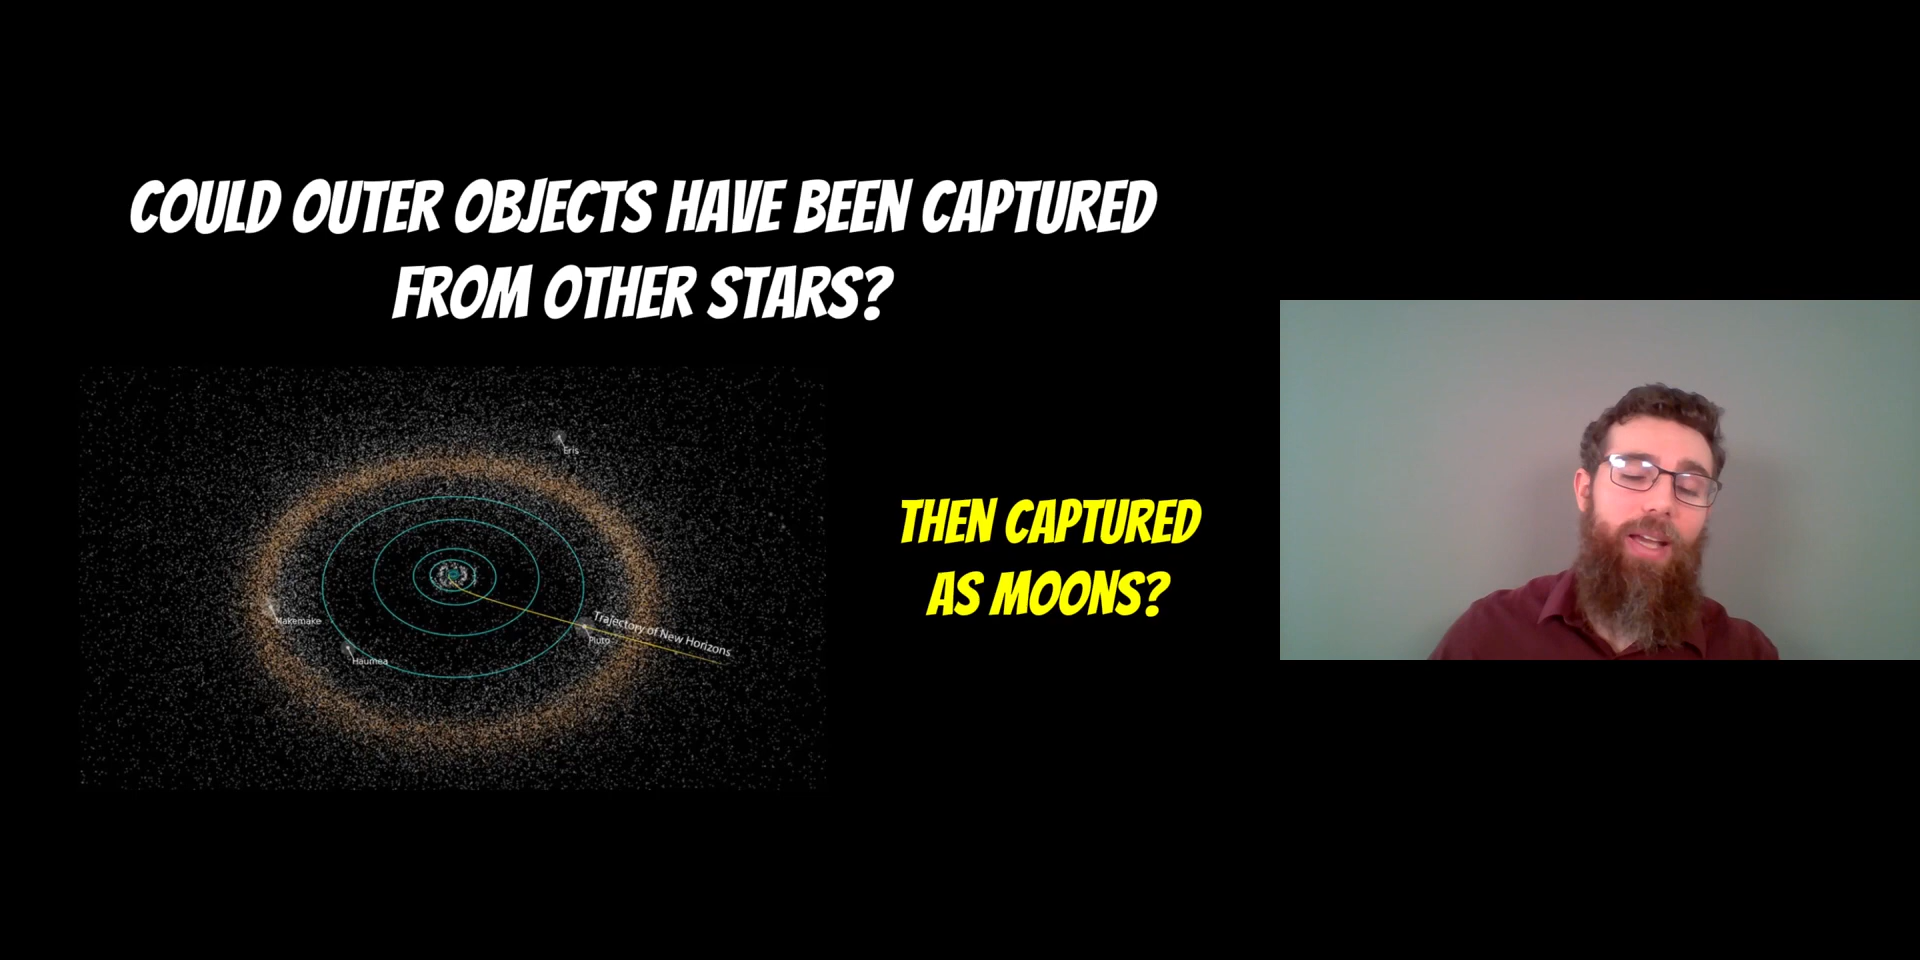 COULD OUTER OBJECTS HAVE BEEN CAPTURED
FROM OTHER STARS?
Eris
THEN CAPTURED
AS MOONS?
Makemake
Trajectory of New Horizons
Pluto
Haumea